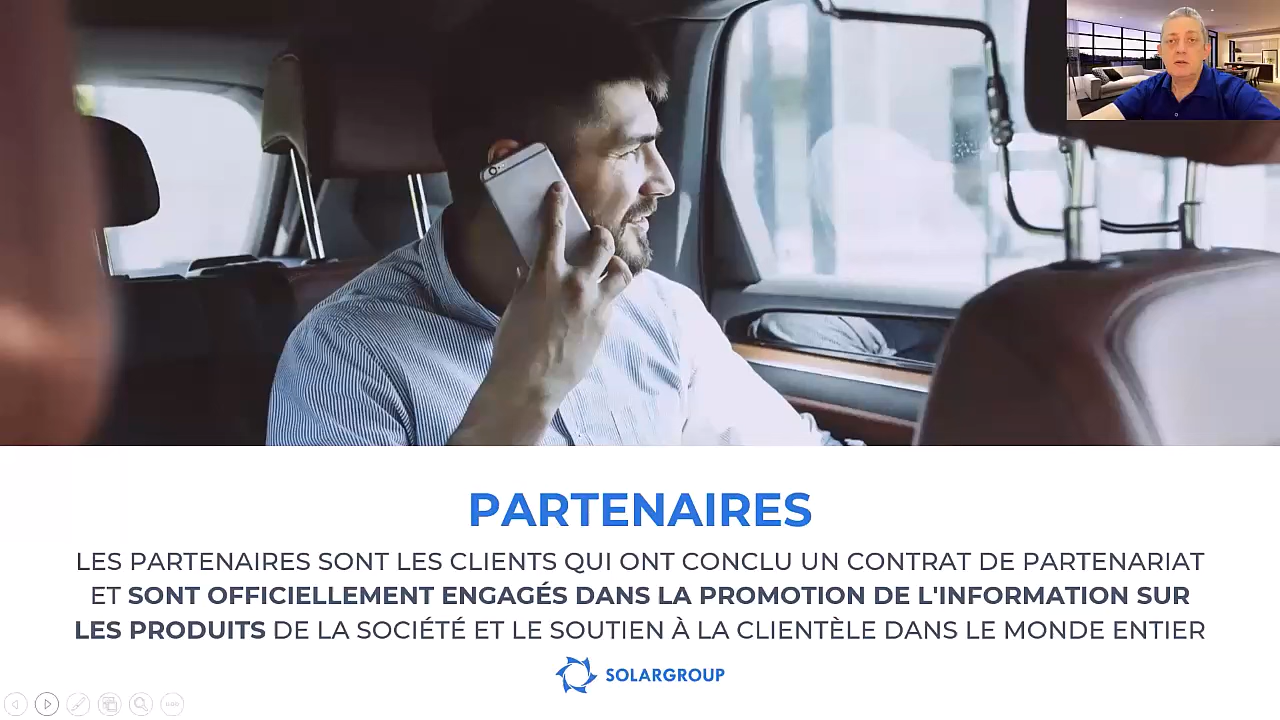 PARTENAIRES
LES PARTENAIRES SONT LES CLIENTS QUI ONT CONCLU UN CONTRAT DE PARTENARIAT
ET SONT OFFICIELLEMENT ENGAGÉS DANS LA PROMOTION DE L'INFORMATION SUR
LES PRODUITS DE LA SOCIÉTÉ ET LE SOUTIEN À LA CLIENTÈLE DANS LE MONDE ENTIER
SOLARGROUP